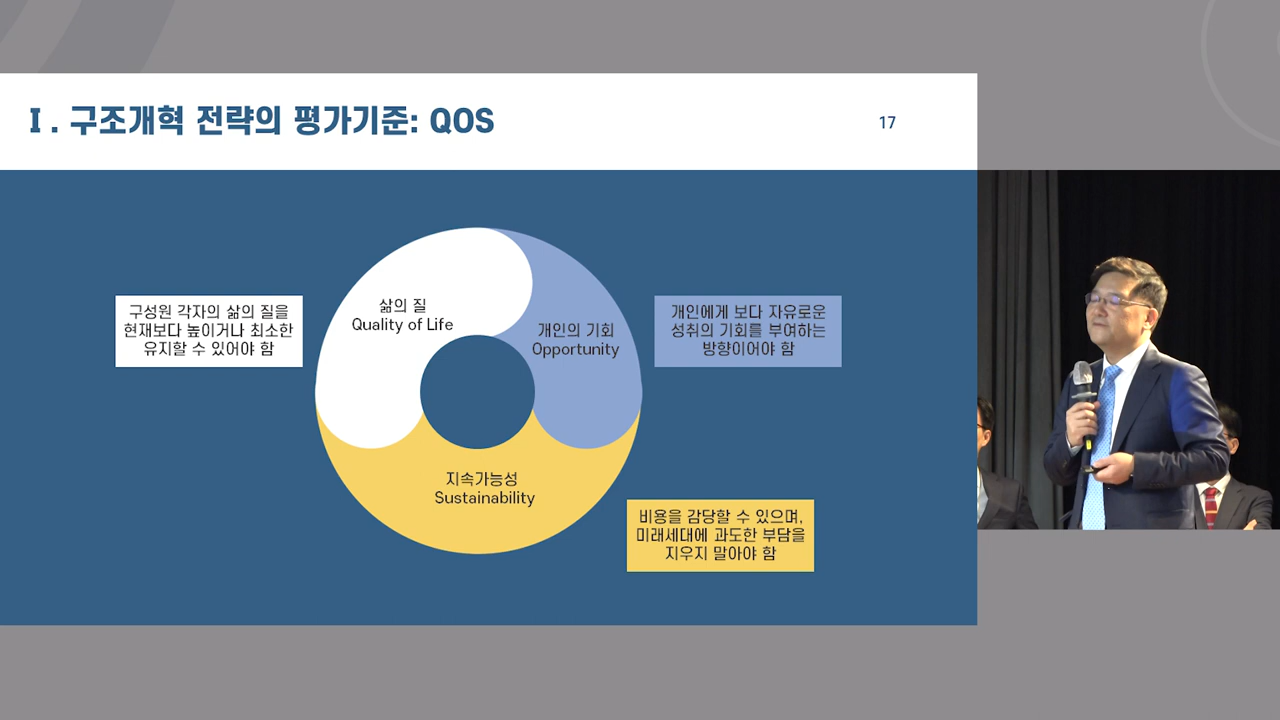 I. 구조개혁 전략의 평가기준: QOS
17
삶의 질
Quality of Life
구성원 각자의 삶의 질을
현재보다 높이거나 최소한
유지할 수 있어야 함
개인의 기회
Opportunity
개인에게 보다 자유로운
성취의 기회를 부여하는
방향이어야 함
지속가능성
Sustainability
비용을 감당할 수 있으며,
미래세대에 과도한 부담을
지우지 말아야 함